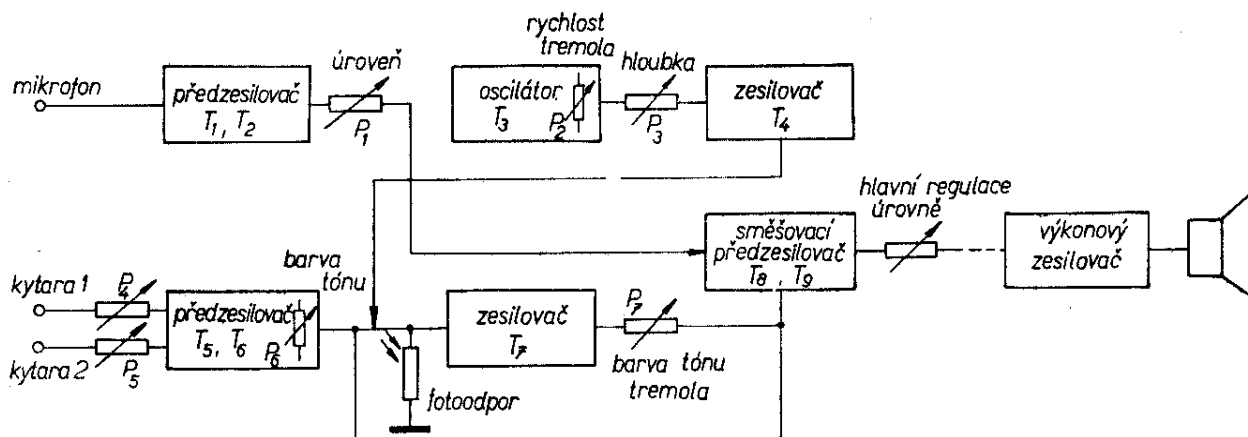 mikrofon
předzesilovač
T1, T2
úroveň
P1
rychlost
tremola
oscilátor
T3
P2
hloubka
P3
zesilovač
T4
hlavní regulace
úrovně
směšovací
předzesilovač
T8, T9
výkonový
zesilovač
kytara 1
P4
kytara 2
P5
předzesilovač
T5, T6
P6
barva
tónu
fotoodpor
zesilovač
T7
P7
barva tónu
tremola